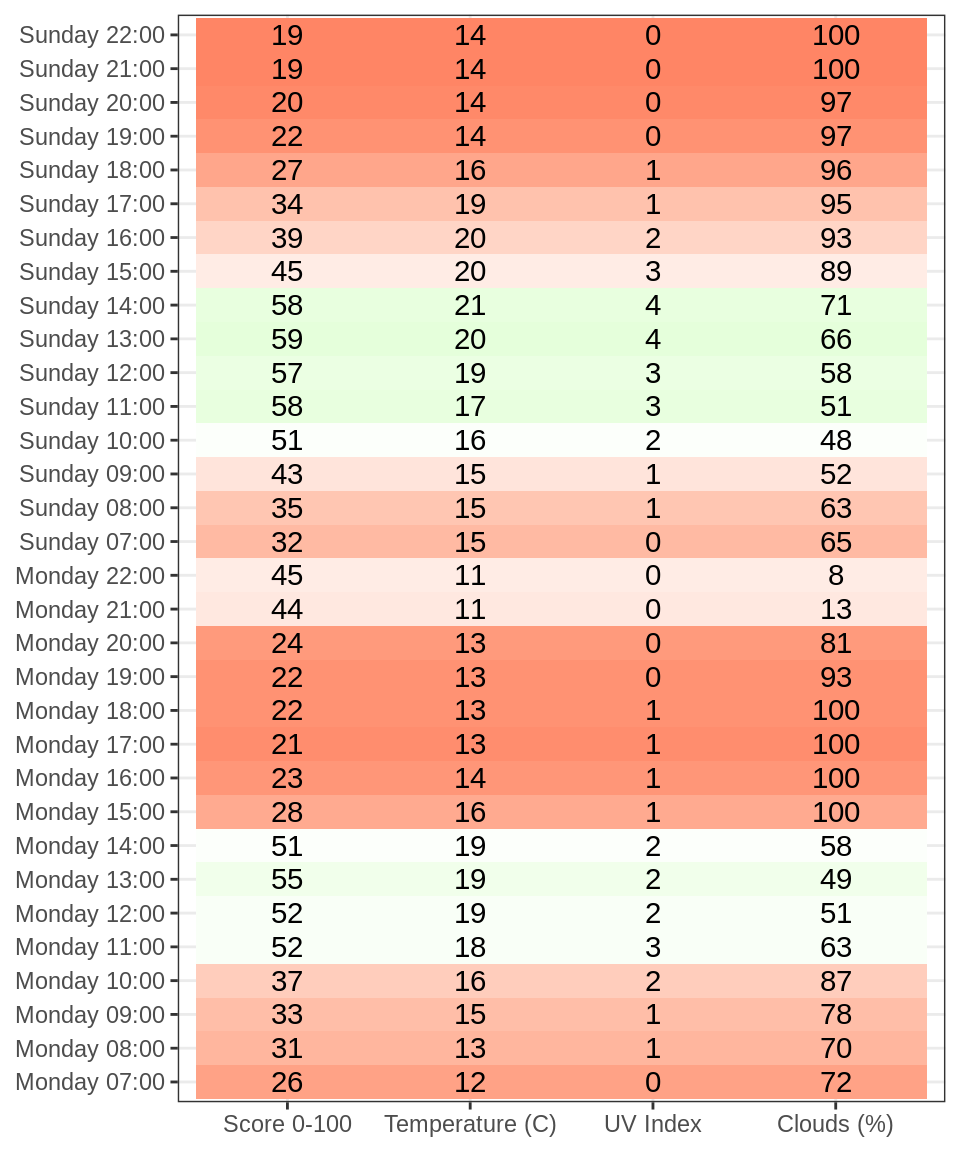 Sunday 22:00 19 14 0 100
Sunday 21:00 19 14 0 100
Sunday 20:00 20 14 0 97
Sunday 19:00 22 14 0 97
Sunday 18:00 27 16 1 96
Sunday 17:00 34 19 1 95
Sunday 16:00 39 20 2 93
Sunday 15:00 45 20 3 89
Sunday 14:00 58 21 4 71
Sunday 13:00 59 20 4 66
Sunday 12:00 57 19 3 58
Sunday 11:00 58 17 3 51
Sunday 10:00 51 16 2 48
Sunday 09:00 43 15 1 52
Sunday 08:00 35 15 1 63
Sunday 07:00 32 15 0 65
Monday 22:00 45 11 0 8
Monday 21:00 44 11 0 13
Monday 20:00 24 13 0 81
Monday 19:00 22 13 0 93
Monday 18:00 22 13 1 100
Monday 17:00 21 13 1 100
Monday 16:00 23 14 1 100
Monday 15:00 28 16 1 100
Monday 14:00 51 19 2 58
Monday 13:00 55 19 2 49
Monday 12:00 52 19 2 51
Monday 11:00 52 18 3 63
Monday 10:00 37 16 2 87
Monday 09:00 33 15 1 78
Monday 08:00 31 13 1 70
Monday 07:00 26 12 0 72
Score 0-100 Temperature (C) UV Index Clouds (%)